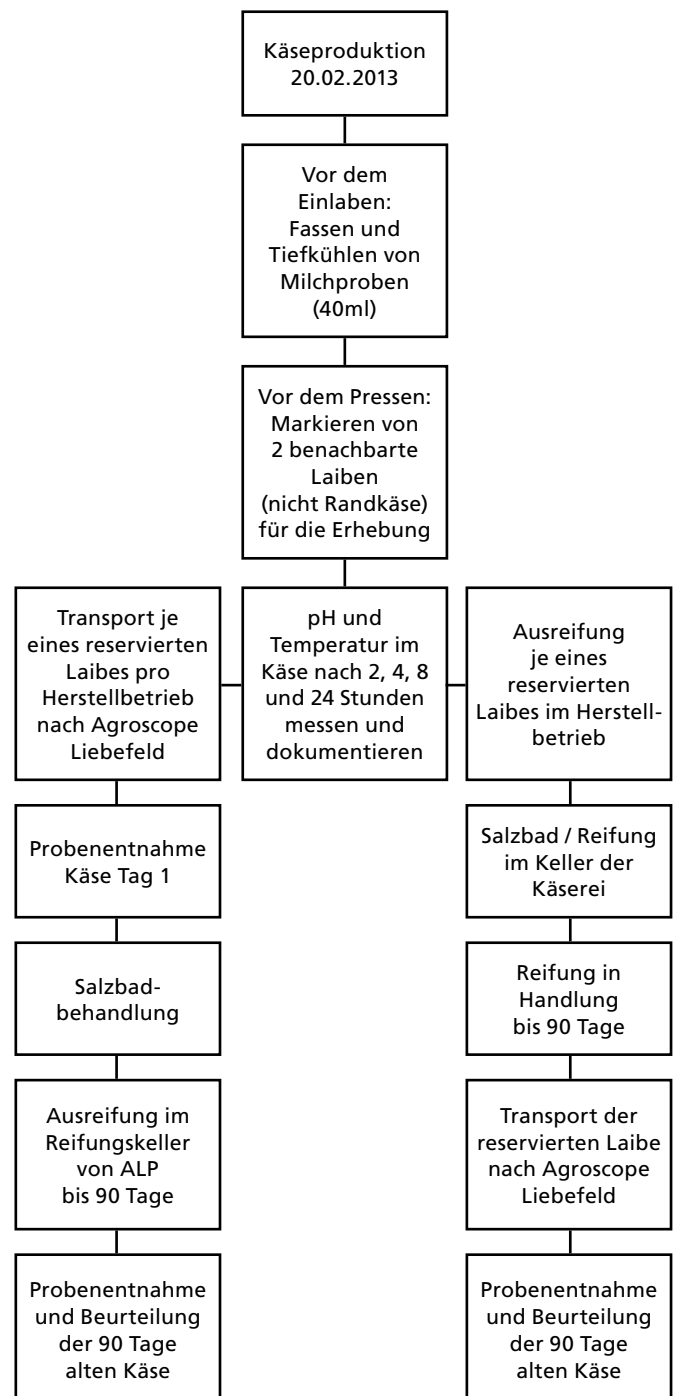 Käseproduktion
20.02.2013
Vor dem
Einlaben:
Fassen und
Tiefkühlen von
Milchproben
(40ml)
Vor dem Pressen:
Markieren von
2 benachbarte
Laiben
(nicht Randkäse)
für die Erhebung
Transport je
eines reservierten
Laibes pro
Herstellbetrieb
nach Agroscope
Liebefeld
pH und
Temperatur im
Käse nach 2, 4, 8
und 24 Stunden
messen und
dokumentieren
Ausreifung
je eines
reservierten
Laibes im Herstell-
betrieb
Probenentnahme
Käse Tag 1
Salzbad / Reifung
im Keller der
Käserei
Salzbad-
behandlung
Reifung in
Handlung
bis 90 Tage
Ausreifung im
Reifungskeller
von ALP
bis 90 Tage
Transport der
reservierten Laibe
nach Agroscope
Liebefeld
Probenentnahme
und Beurteilung
der 90 Tage
alten Käse
Probenentnahme
und Beurteilung
der 90 Tage
alten Käse